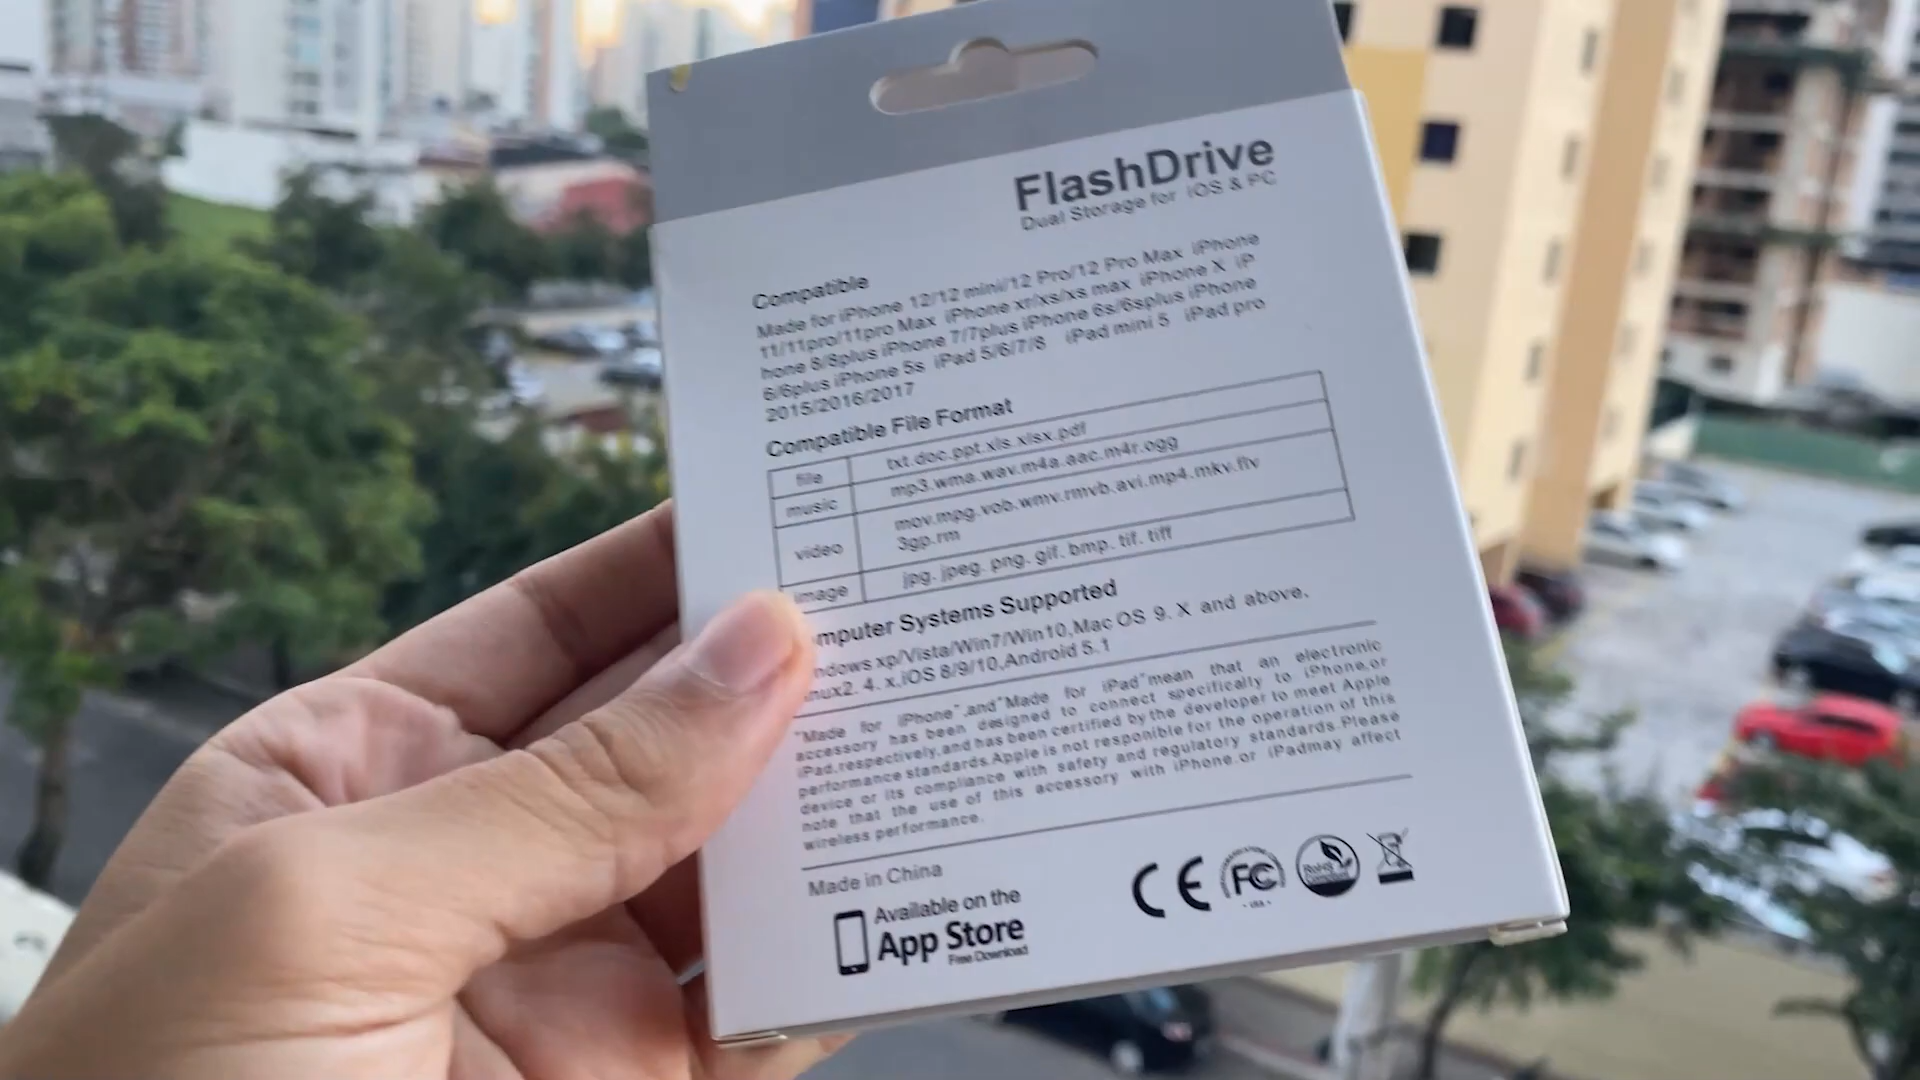 FlashDrive
Dual Storage for iOS & PC
Compatible
Made for iPhone 12/12 mini/12 Pro/12 Pro Max iPhone
11/11pro/11pro Max iPhone xr/xs/xs max iPhone X iP
hone 8/8plus iPhone 7/7plus iPhone 6s/6splus iPhone
6/6plus iPhone 5s iPad 5/6/7/8 iPad mini 5 iPad pro
2015/2016/2017
Compatible File Format
file txt.doc.ppt.xls.xlsx.pdf
music mp3.wma.wav.m4a.aac.m4r.ogg
video mov.mpg.vob.wmv.rmvb.avi.mp4.mkv.flv
3gp.rm
image jpg. jpeg. png. gif. bmp. tif. tiff
mputer Systems Supported
ndows xp/Vista/Win7/Win10,Mac OS 9. X and above,
nux2. 4. x,iOS 8/9/10,Android 5.1
"Made for iPhone",and"Made for iPad"mean that an electronic
accessory has been designed to connect specifically to iPhone,or
iPad,respectively,and has been certified by the developer to meet Apple
performance standards.Apple is not responsible for the operation of this
device or its compliance with safety and regulatory standards.Please
note that the use of this accessory with iPhone,or iPadmay affect
wireless performance.
Made in China
Available on the
App Store
Free Download
CE FC RoHS
Compliant